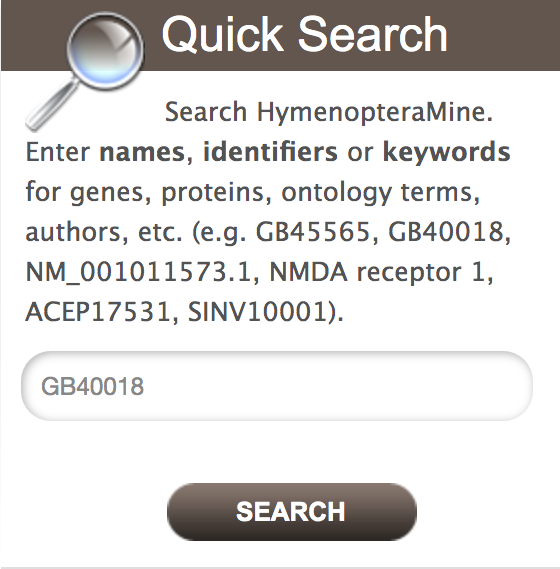 Quick Search
Search HymenopteraMine.
Enter names, identifiers or keywords
for genes, proteins, ontology terms,
authors, etc. (e.g. GB45565, GB40018,
NM_001011573.1, NMDA receptor 1,
ACEP17531, SINV10001).
GB40018
SEARCH